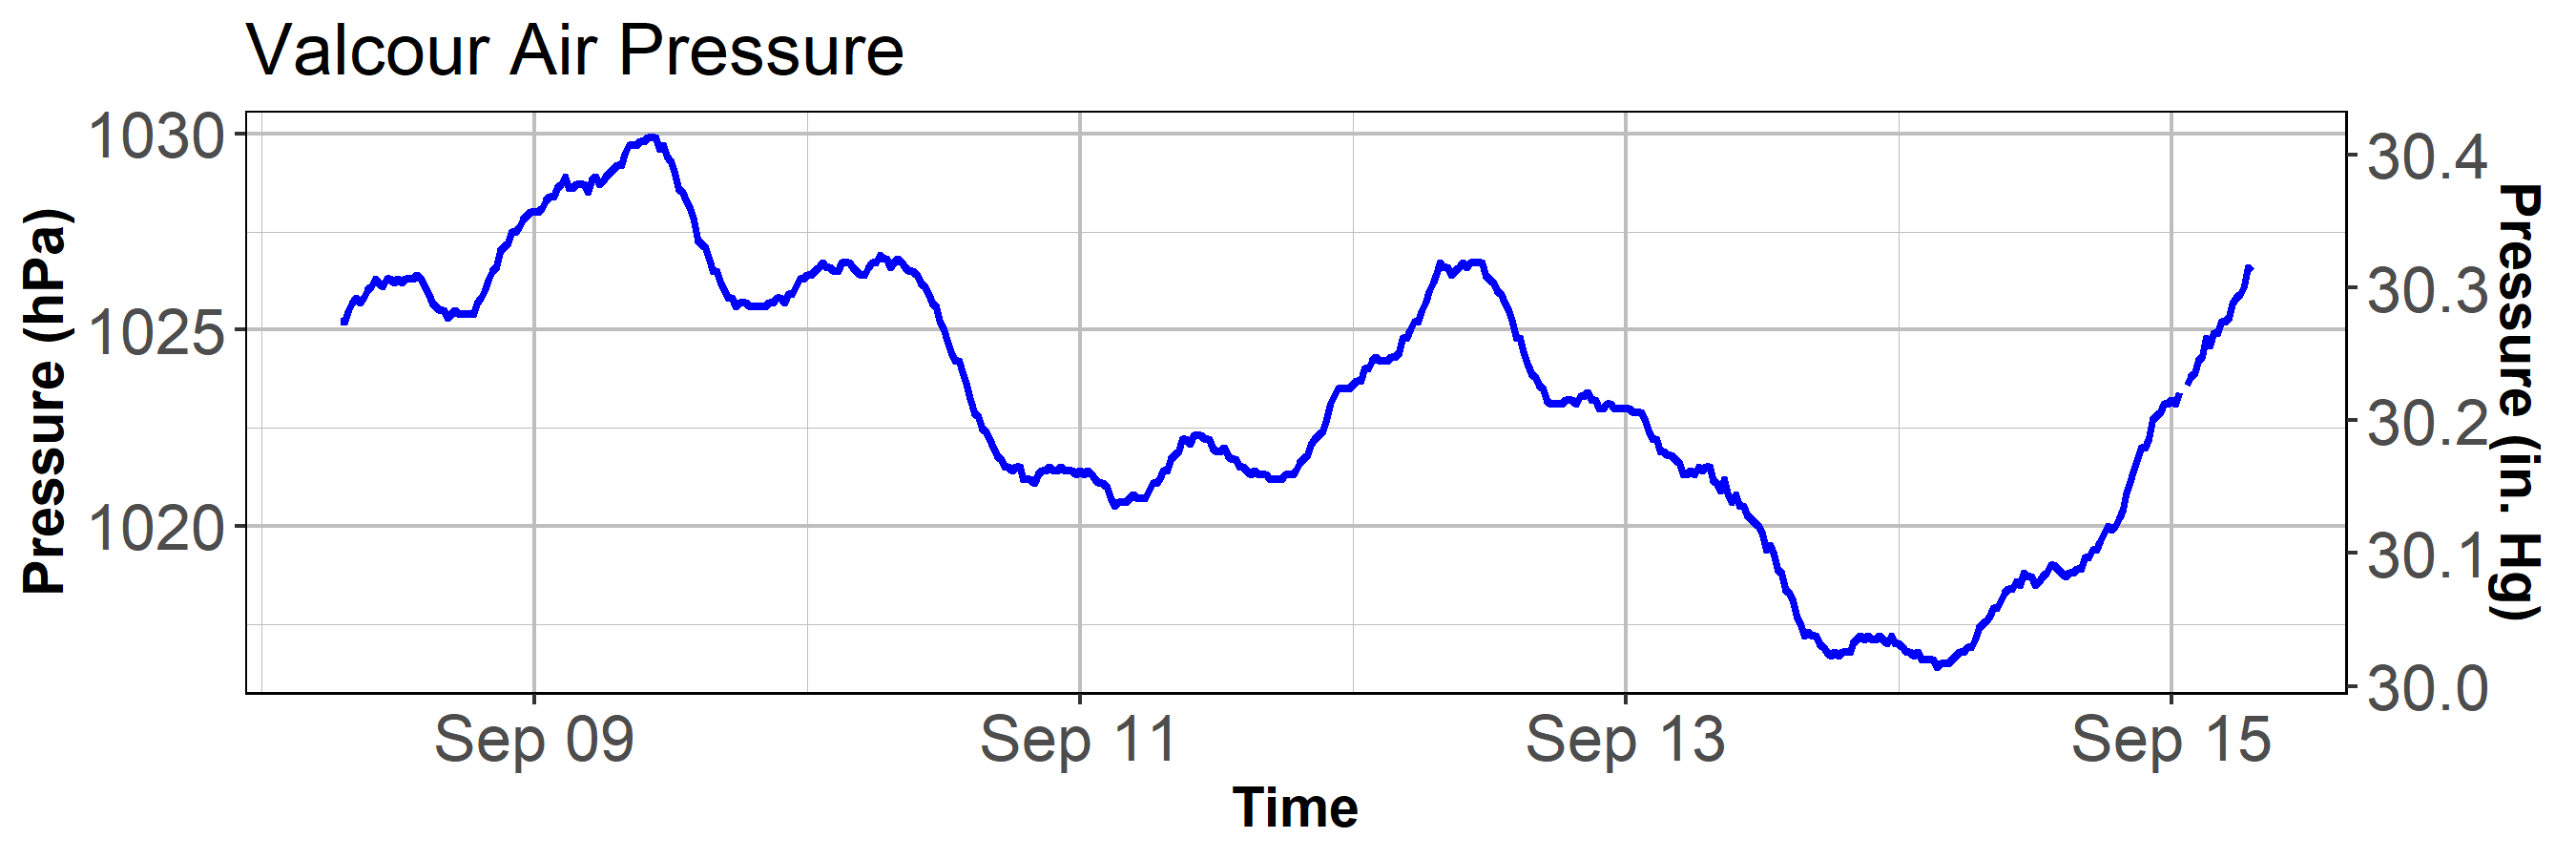 Valcour Air Pressure
Pressure (hPa)
1030
1025
1020
30.4
30.3
30.2
30.1
30.0
Pressure (in. Hg)
Sep 09
Sep 11
Sep 13
Sep 15
Time